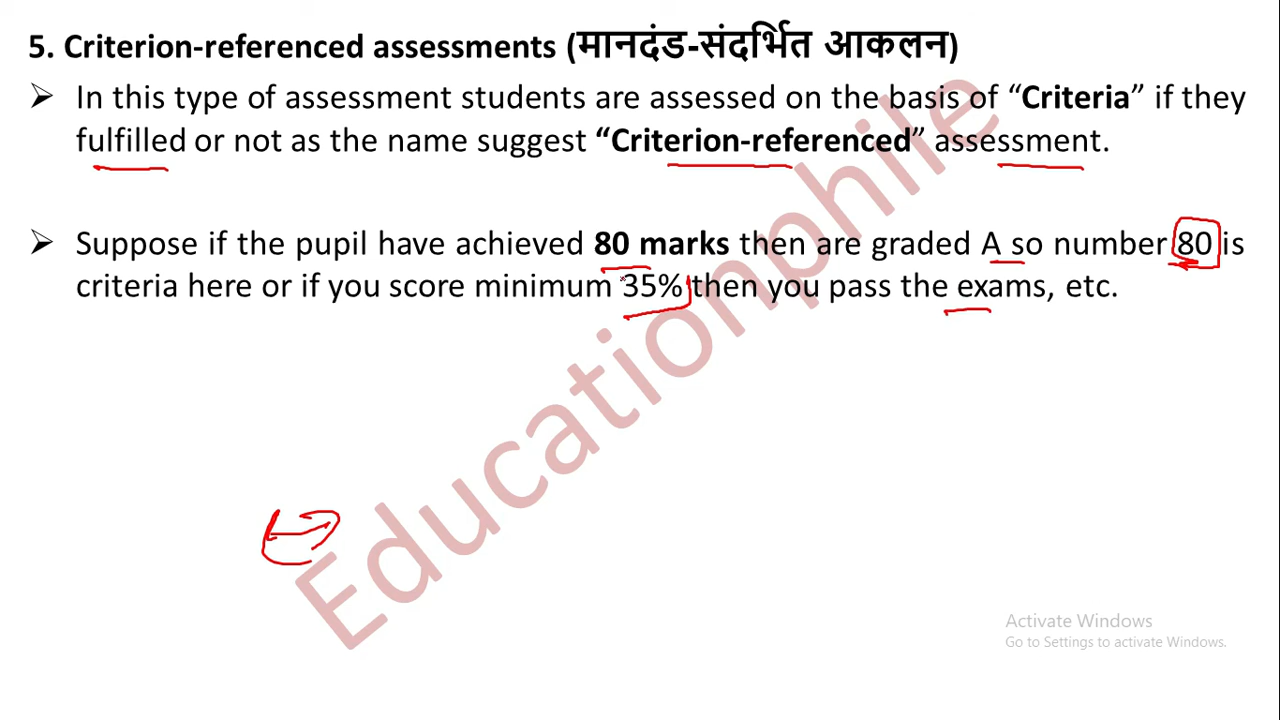 5. Criterion-referenced assessments (मानदंड-संदर्भित आकलन)
➢ In this type of assessment students are assessed on the basis of “Criteria” if they
fulfilled or not as the name suggest “Criterion-referenced” assessment.
➢ Suppose if the pupil have achieved 80 marks then are graded A so number 80 is
criteria here or if you score minimum 35% then you pass the exams, etc.
Educationphile
Activate Windows
Go to Settings to activate Windows.